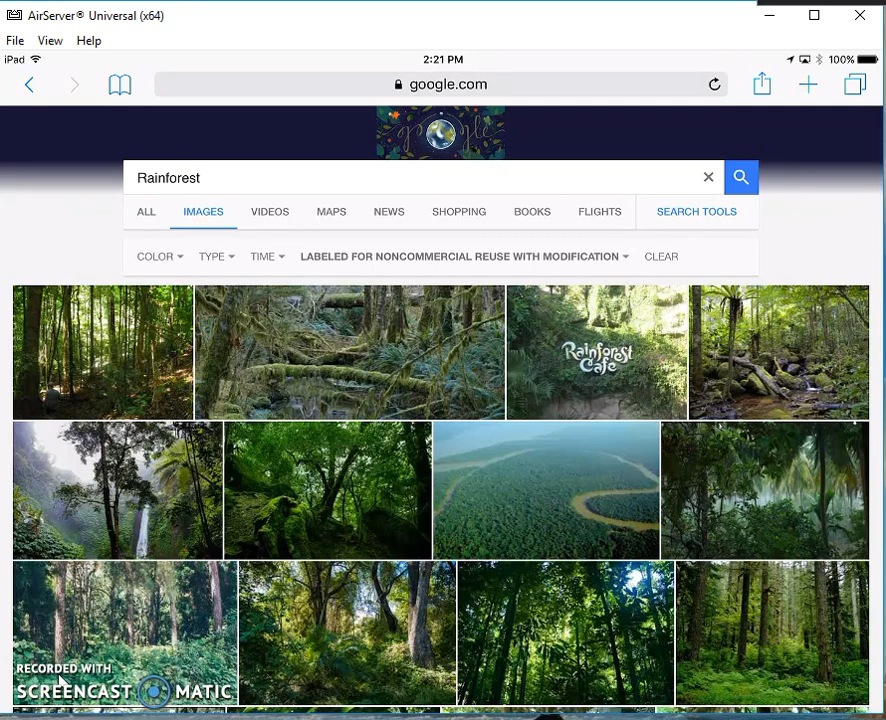 AirServer® Universal (x64)
File View Help
iPad 2:21 PM 100%
google.com
google
Rainforest
ALL IMAGES VIDEOS MAPS NEWS SHOPPING BOOKS FLIGHTS SEARCH TOOLS
COLOR TYPE TIME LABELED FOR NONCOMMERCIAL REUSE WITH MODIFICATION CLEAR
Rainforest
Cafe
RECORDED WITH
SCREENCAST MATIC